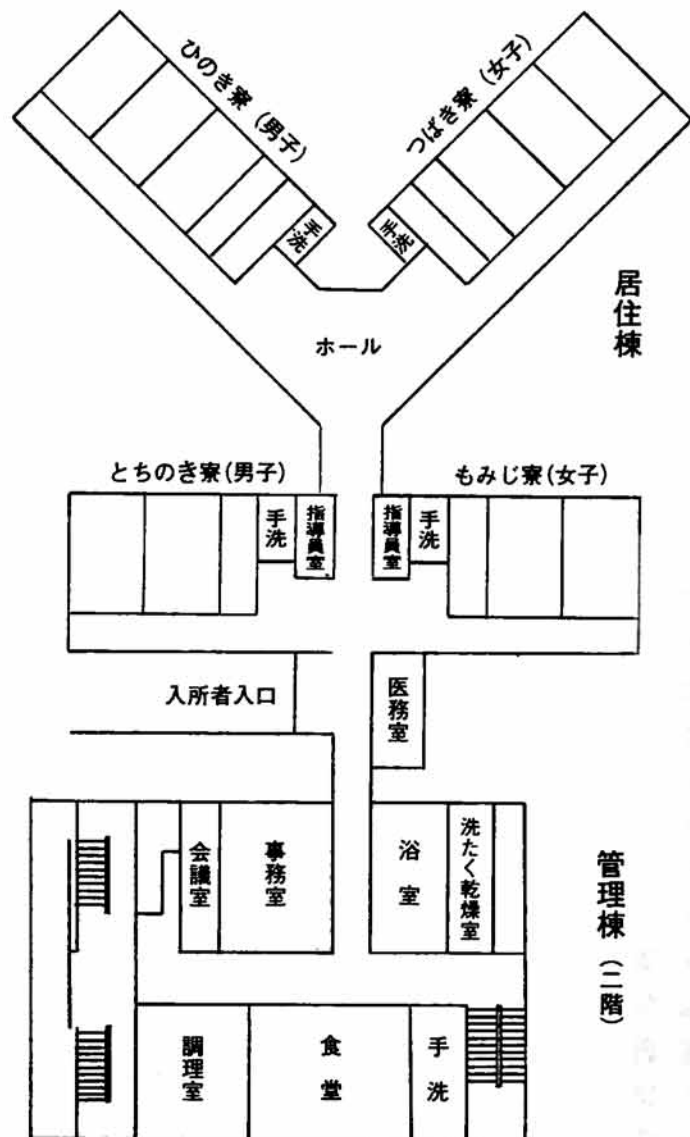 ひのき寮(男子)
つばき寮(女子)
手洗
手洗
居住棟
ホール
とちのき寮(男子)
もみじ寮(女子)
手洗
指導員室
指導員室
手洗
入所者入口
医務室
会議室
事務室
浴室
洗たく乾燥室
管理棟(二階)
調理室
食堂
手洗